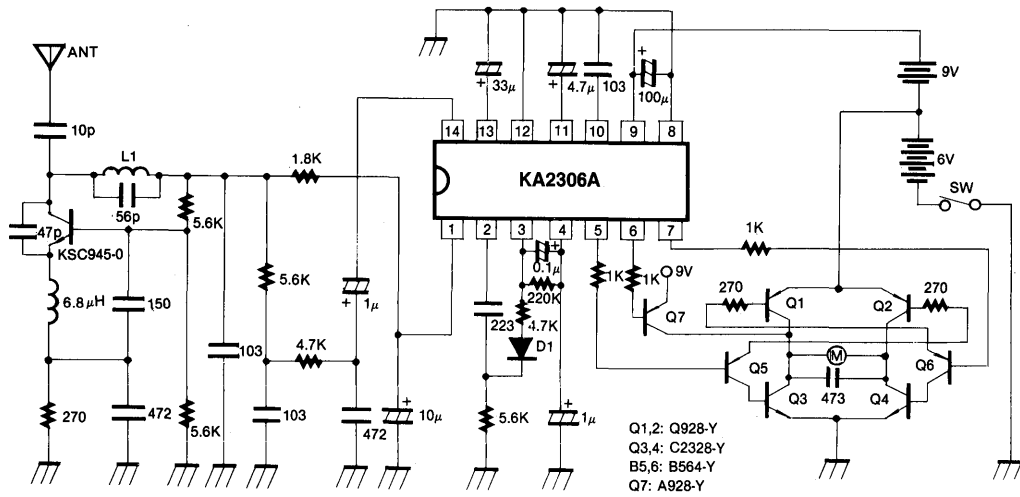 ANT
10p
L1
56p
47p
KSC945-0
6.8μH
150
270
472
5.6K
5.6K
103
5.6K
4.7K
103
1.8K
1μ
472
10μ
33μ
4.7μ
103
100μ
14 13 12 11 10 9 8
KA2306A
1 2 3 4 5 6 7
223
0.1μ
220K
4.7K
D1
5.6K
1μ
1K
1K
9V
Q7
1K
9V
6V
SW
270
Q1
Q2
270
M
Q5
Q6
Q3
473
Q4
Q1,2: Q928-Y
Q3,4: C2328-Y
B5,6: B564-Y
Q7: A928-Y